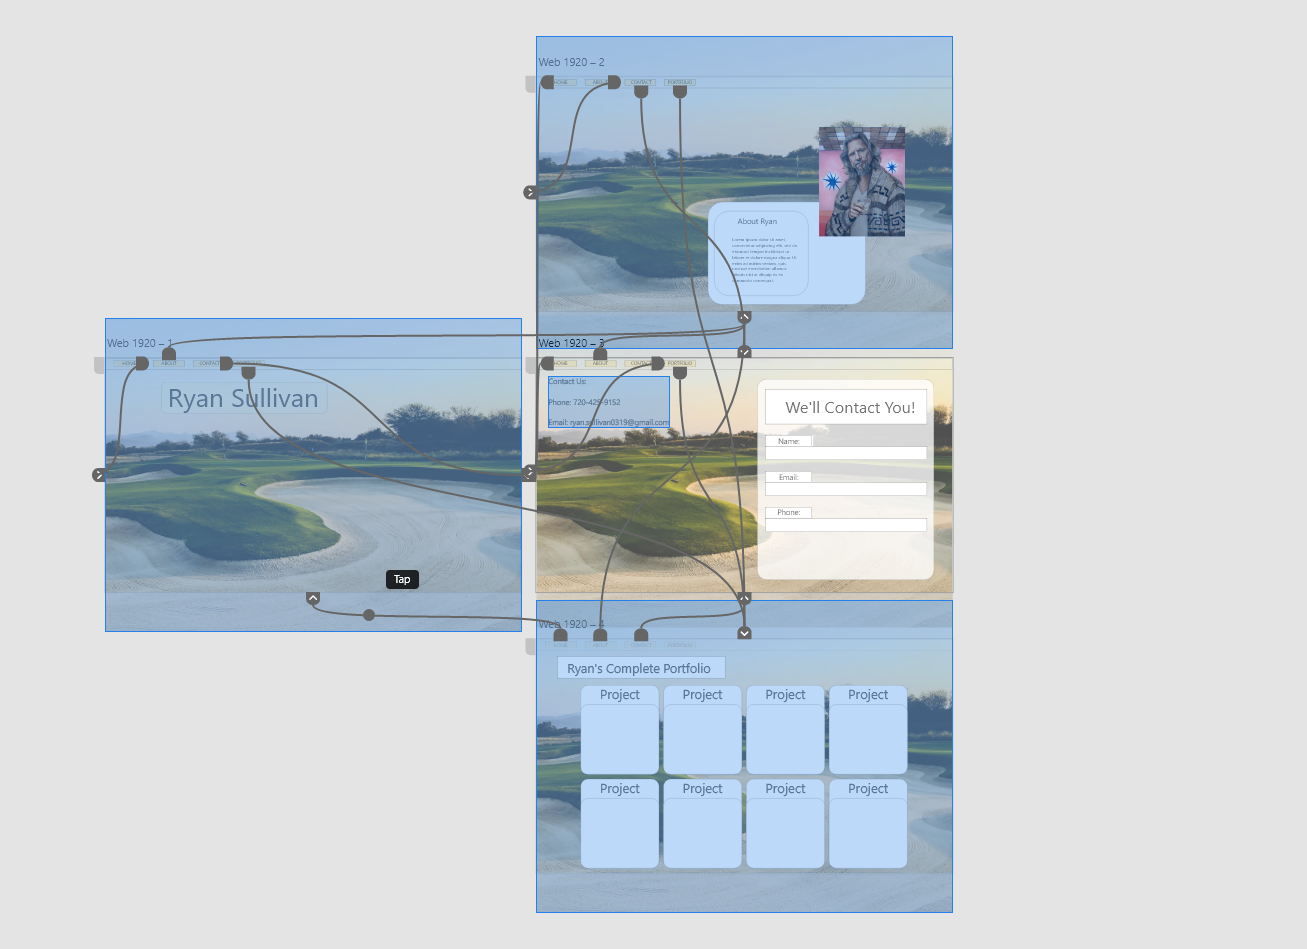 Web 1920 – 2
HOME ABOUT CONTACT PORTFOLIO
About Ryan
Web 1920 – 1
HOME ABOUT CONTACT
Ryan Sullivan
Tap
Web 1920 – 3
HOME ABOUT CONTACT PORTFOLIO
Contact Us:
Phone: 720-425-9152
Email: ryan.sullivan0319@gmail.com
We'll Contact You!
Name:
Email:
Phone:
Web 1920 – 4
HOME ABOUT CONTACT PORTFOLIO
Ryan's Complete Portfolio
Project Project Project Project
Project Project Project Project